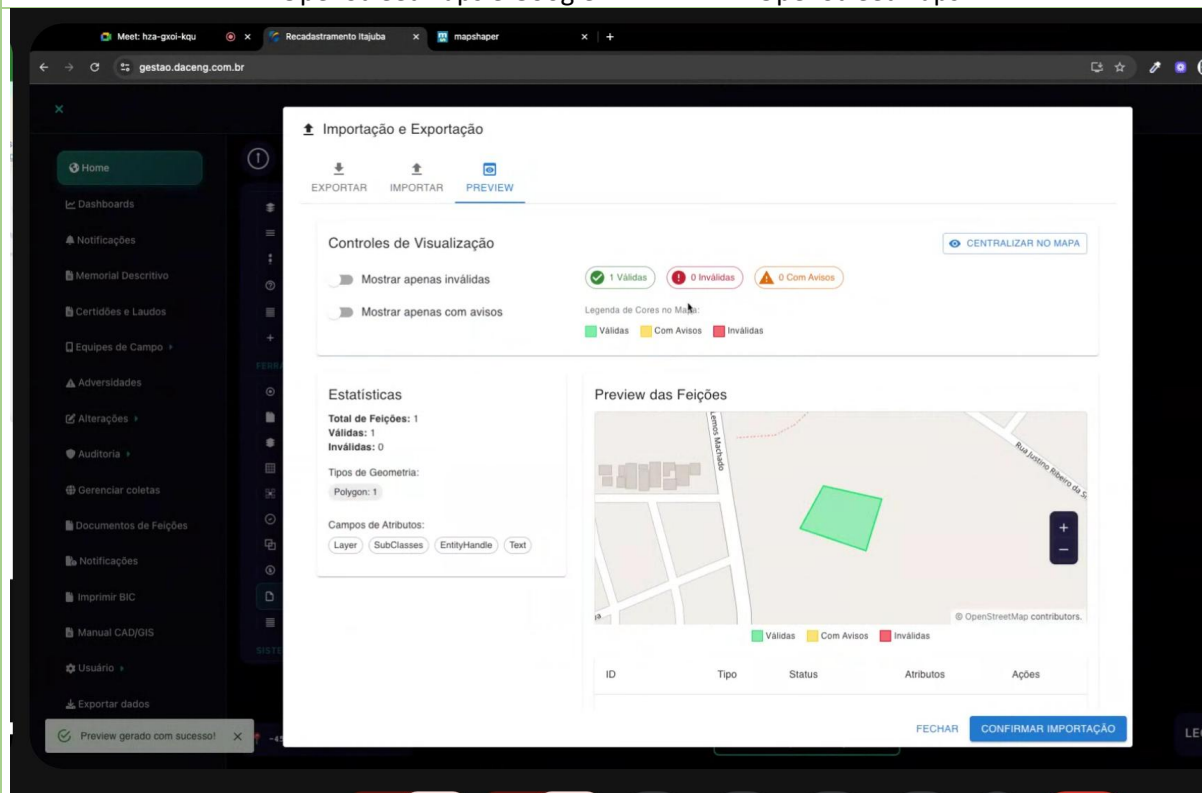 Meet: hza-gxoi-kqu
Recadastramento Itajuba
mapshaper
gestao.daceng.com.br
Importação e Exportação
Home
EXPORTAR IMPORTAR PREVIEW
Dashboards
Controles de Visualização
CENTRALIZAR NO MAPA
Notificações
Mostrar apenas inválidas
1 Válidas 0 Inválidas 0 Com Avisos
Memorial Descritivo
Mostrar apenas com avisos
Legenda de Cores no Mapa:
Certidões e Laudos
Válidas Com Avisos Inválidas
Equipes de Campo
Adversidades
Estatísticas
Preview das Feições
Total de Feições: 1
Válidas: 1
Inválidas: 0
Alterações
Lemos Machado
Rua Justino Ribeiro da S
Auditoria
Tipos de Geometria:
Polygon: 1
Gerenciar coletas
Campos de Atributos:
Documentos de Feições
Layer SubClasses EntityHandle Text
Notificações
Imprimir BIC
© OpenStreetMap contributors.
Manual CAD/GIS
Válidas Com Avisos Inválidas
SISTE
Usuário
ID Tipo Status Atributos Ações
Exportar dados
Preview gerado com sucesso!
FECHAR CONFIRMAR IMPORTAÇÃO